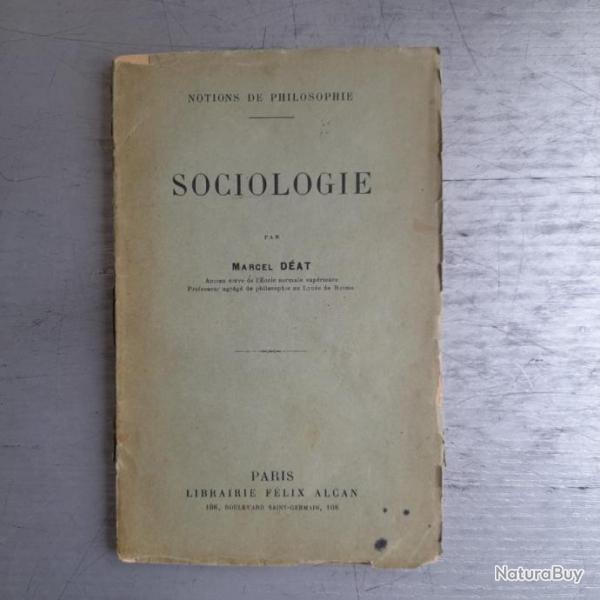 NOTIONS DE PHILOSOPHIE
SOCIOLOGIE
PAR
MARCEL DÉAT
Ancien élève de l'École normale supérieure
Professeur agrégé de philosophie au Lycée de Reims
PARIS
LIBRAIRIE FÉLIX ALCAN
108, BOULEVARD SAINT-GERMAIN, 108
NaturaBuy